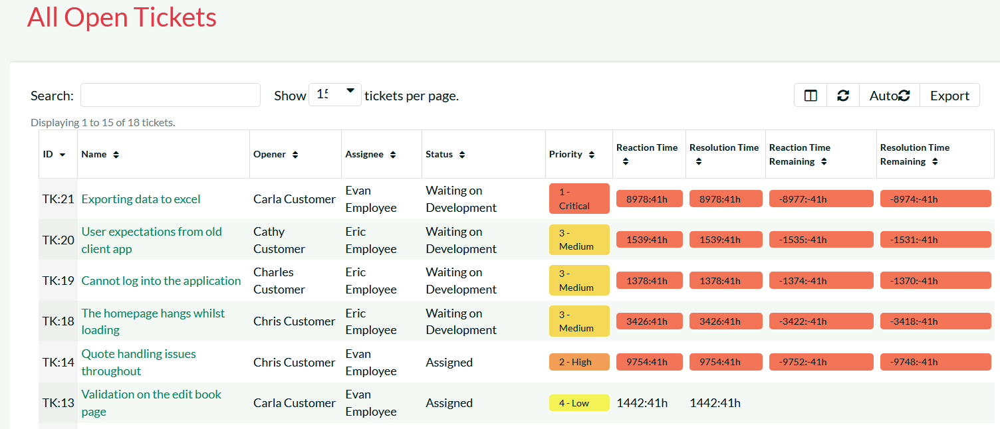 All Open Tickets
Search: Show 15 tickets per page. Auto Export
Displaying 1 to 15 of 18 tickets.
ID Name Opener Assignee Status Priority Reaction Time Resolution Time Reaction Time Remaining Resolution Time Remaining
TK:21 Exporting data to excel Carla Customer Evan Employee Waiting on Development 1 - Critical 8978:41h 8978:41h -8977:-41h -8974:-41h
TK:20 User expectations from old client app Cathy Customer Eric Employee Waiting on Development 3 - Medium 1539:41h 1539:41h -1535:-41h -1531:-41h
TK:19 Cannot log into the application Charles Customer Eric Employee Waiting on Development 3 - Medium 1378:41h 1378:41h -1374:-41h -1370:-41h
TK:18 The homepage hangs whilst loading Chris Customer Eric Employee Waiting on Development 3 - Medium 3426:41h 3426:41h -3422:-41h -3418:-41h
TK:14 Quote handling issues throughout Chris Customer Evan Employee Assigned 2 - High 9754:41h 9754:41h -9752:-41h -9748:-41h
TK:13 Validation on the edit book page Carla Customer Evan Employee Assigned 4 - Low 1442:41h 1442:41h